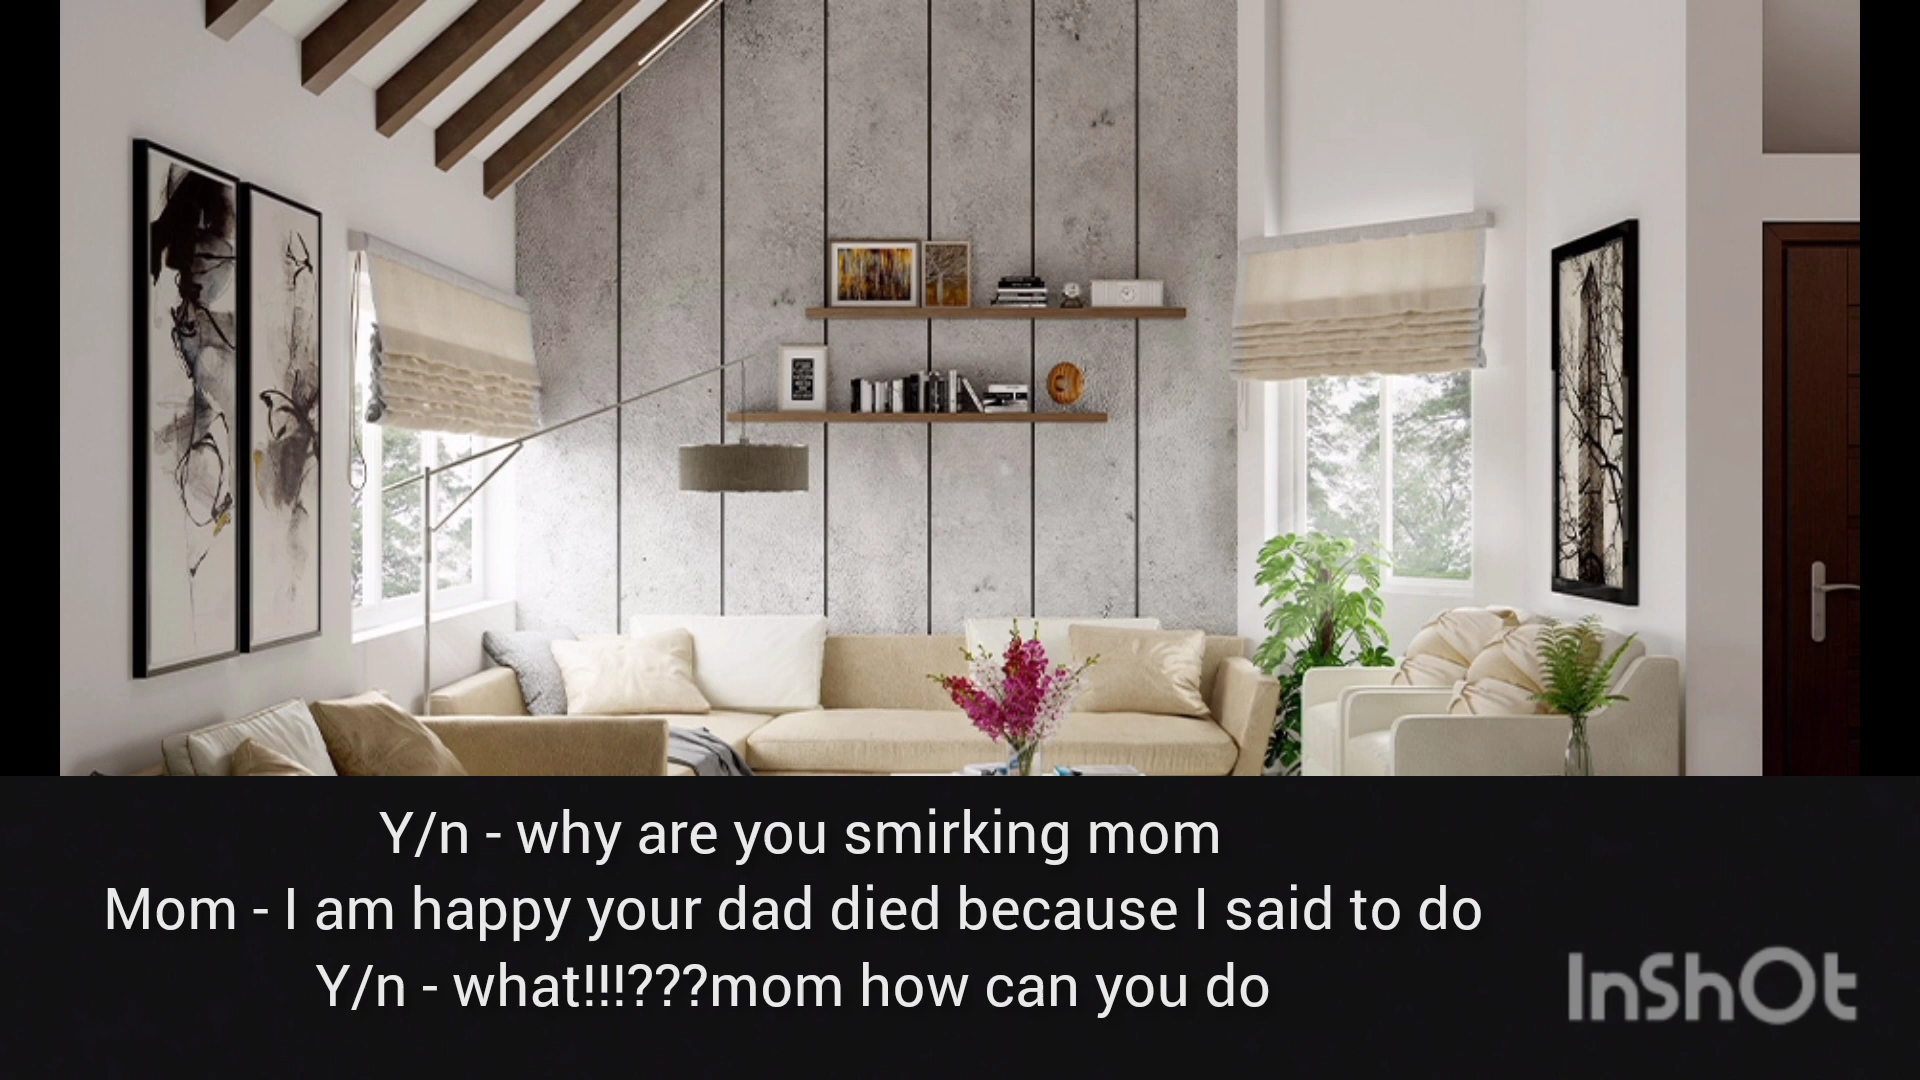 Y/n - why are you smirking mom
Mom - I am happy your dad died because I said to do
Y/n - what!!!???mom how can you do
InShOt